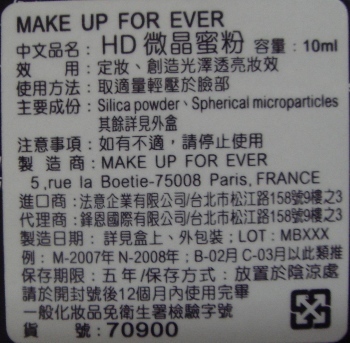 MAKE UP FOR EVER
中文品名：HD 微晶蜜粉 容量：10ml
效用：定妝、創造光澤透亮妝效
使用方法：取適量輕壓於臉部
主要成份：Silica powder、Spherical microparticles
其餘詳見外盒
注意事項：如有不適，請停止使用
製造商：MAKE UP FOR EVER
5 ,rue la Boetie-75008 Paris, FRANCE
進口商：法意企業有限公司/台北市松江路158號9樓之3
代理商：鋒恩國際有限公司/台北市松江路158號9樓之3
製造日期：詳見盒上、外包裝；LOT：MBXXX
例：M-2007年 N-2008年；B-02月 C-03月以此類推
保存期限：五年/保存方式：放置於陰涼處
請於開封號後12個月內使用完畢
一般化妝品免衛生署檢驗字號
貨號:70900